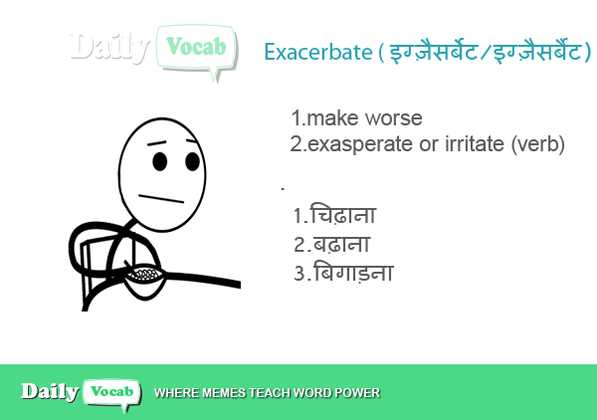 Daily Vocab
Exacerbate ( इग्ज़ैसर्बेट/इग्ज़ैसर्बैट)
1.make worse
2.exasperate or irritate (verb)
.
1.चिढ़ाना
2.बढ़ाना
3.बिगाड़ना
Daily Vocab WHERE MEMES TEACH WORD POWER